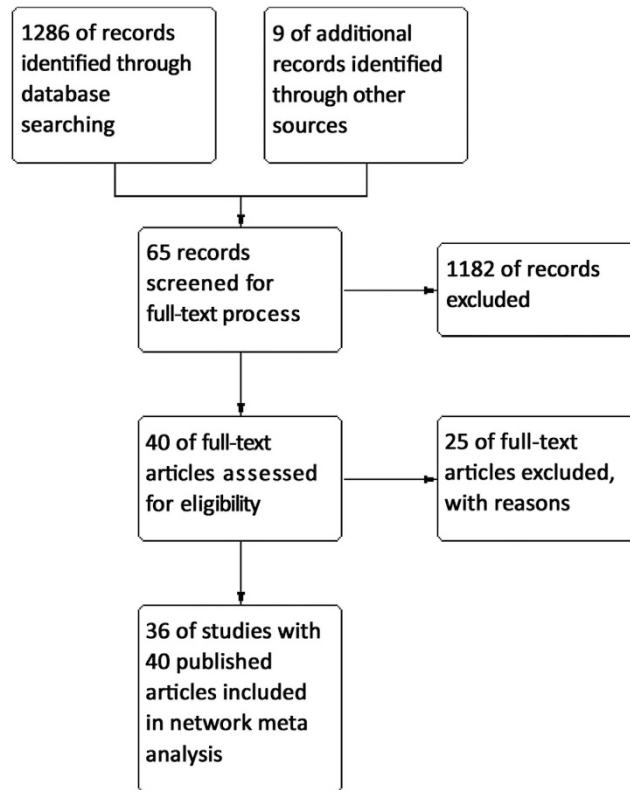 1286 of records
identified through
database
searching
9 of additional
records identified
through other
sources
65 records
screened for
full-text process
1182 of records
excluded
40 of full-text
articles assessed
for eligibility
25 of full-text
articles excluded,
with reasons
36 of studies with
40 published
articles included
in network meta
analysis